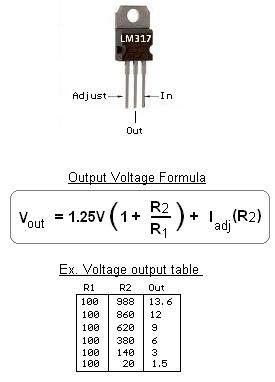 LM317
Adjust In
Out
Output Voltage Formula
Vout = 1.25V ( 1 + R2 / R1 ) + Iadj (R2)
Ex. Voltage output table
R1 R2 Out
100 988 13.6
100 860 12
100 620 9
100 380 6
100 140 3
100 20 1.5